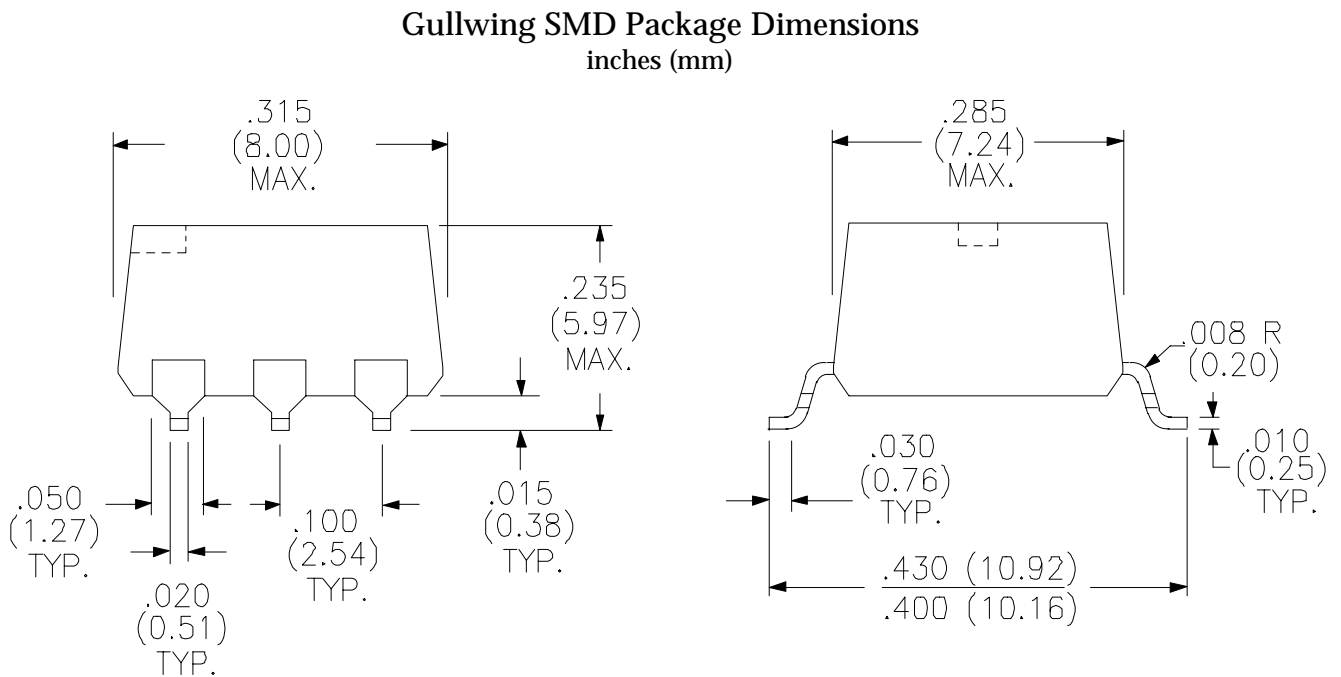 Gullwing SMD Package Dimensions
inches (mm)
.315
(8.00)
MAX.
.285
(7.24)
MAX.
.235
(5.97)
MAX.
.008 R
(0.20)
.050
(1.27)
TYP.
.020
(0.51)
TYP.
.100
(2.54)
TYP.
.015
(0.38)
TYP.
.030
(0.76)
TYP.
.010
(0.25)
TYP.
.430 (10.92)
.400 (10.16)